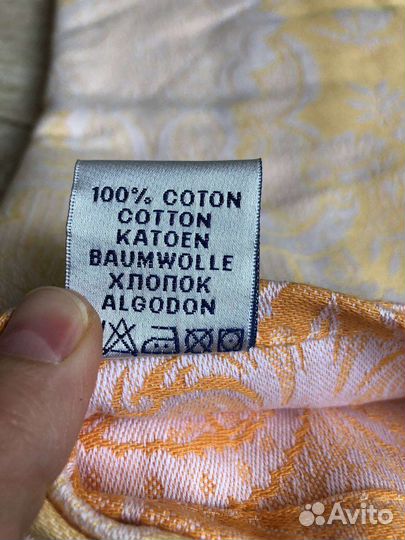 100% COTON
COTTON
KATOEN
BAUMWOLLE
ХЛОПОК
ALGODON
Avito